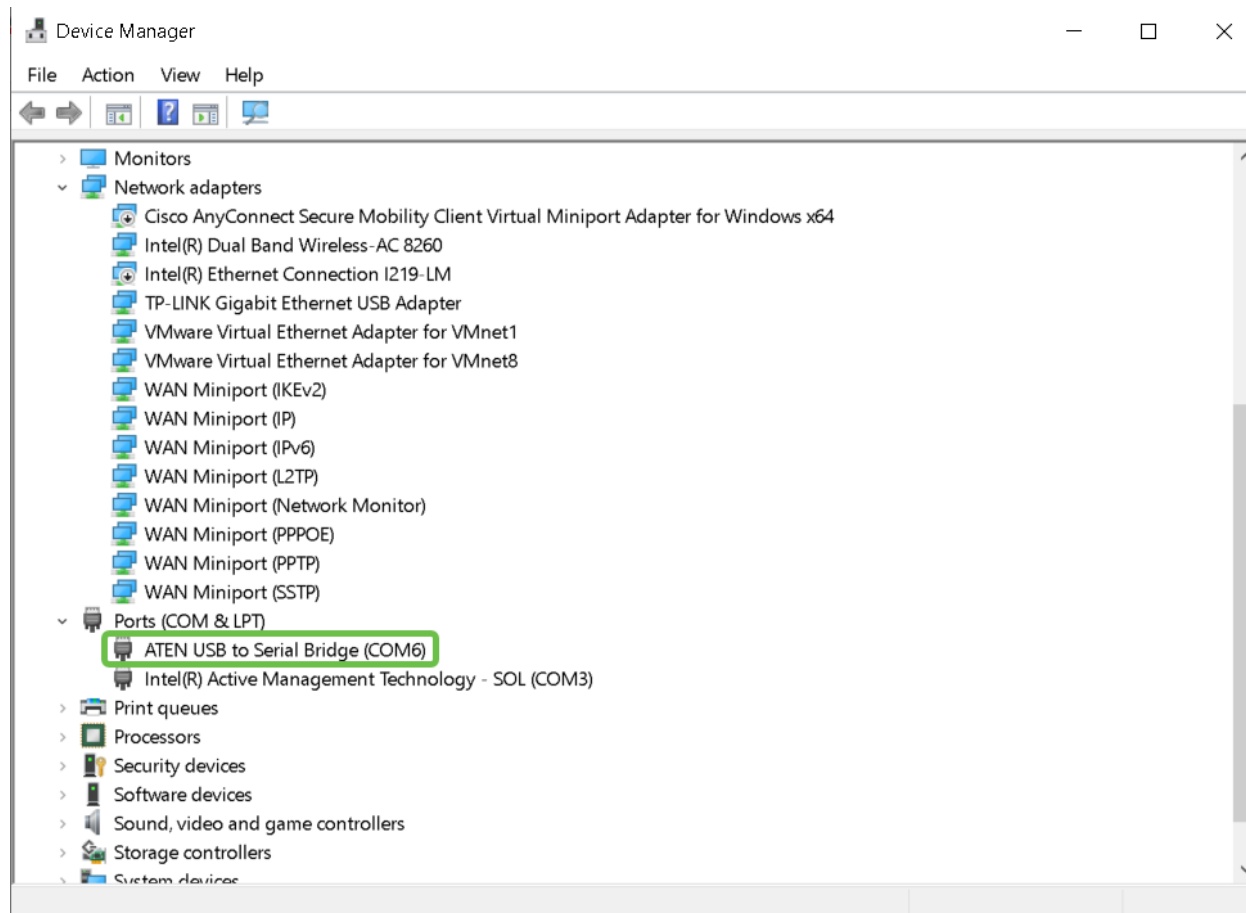 Device Manager
File Action View Help
Monitors
Network adapters
Cisco AnyConnect Secure Mobility Client Virtual Miniport Adapter for Windows x64
Intel(R) Dual Band Wireless-AC 8260
Intel(R) Ethernet Connection I219-LM
TP-LINK Gigabit Ethernet USB Adapter
VMware Virtual Ethernet Adapter for VMnet1
VMware Virtual Ethernet Adapter for VMnet8
WAN Miniport (IKEv2)
WAN Miniport (IP)
WAN Miniport (IPv6)
WAN Miniport (L2TP)
WAN Miniport (Network Monitor)
WAN Miniport (PPPOE)
WAN Miniport (PPTP)
WAN Miniport (SSTP)
Ports (COM & LPT)
ATEN USB to Serial Bridge (COM6)
Intel(R) Active Management Technology - SOL (COM3)
Print queues
Processors
Security devices
Software devices
Sound, video and game controllers
Storage controllers
System devices